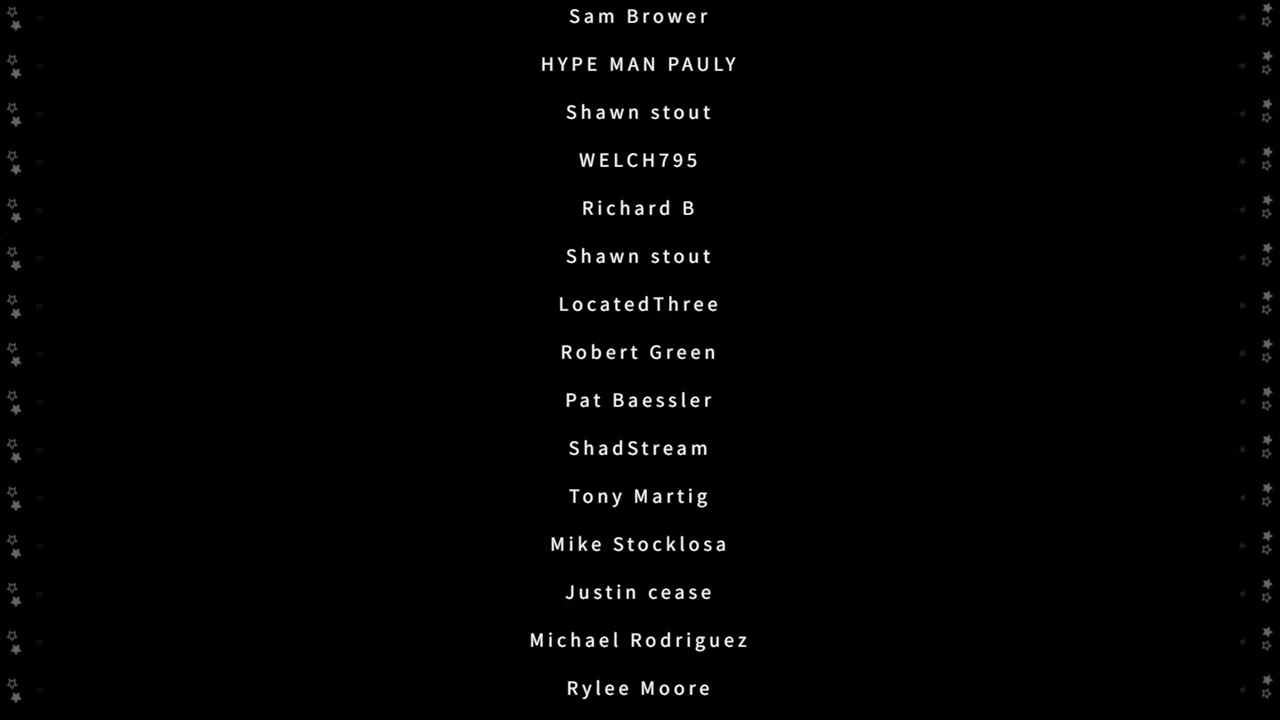 Sam Brower
HYPE MAN PAULY
Shawn stout
WELCH795
Richard B
Shawn stout
LocatedThree
Robert Green
Pat Baessler
ShadStream
Tony Martig
Mike Stocklosa
Justin cease
Michael Rodriguez
Rylee Moore